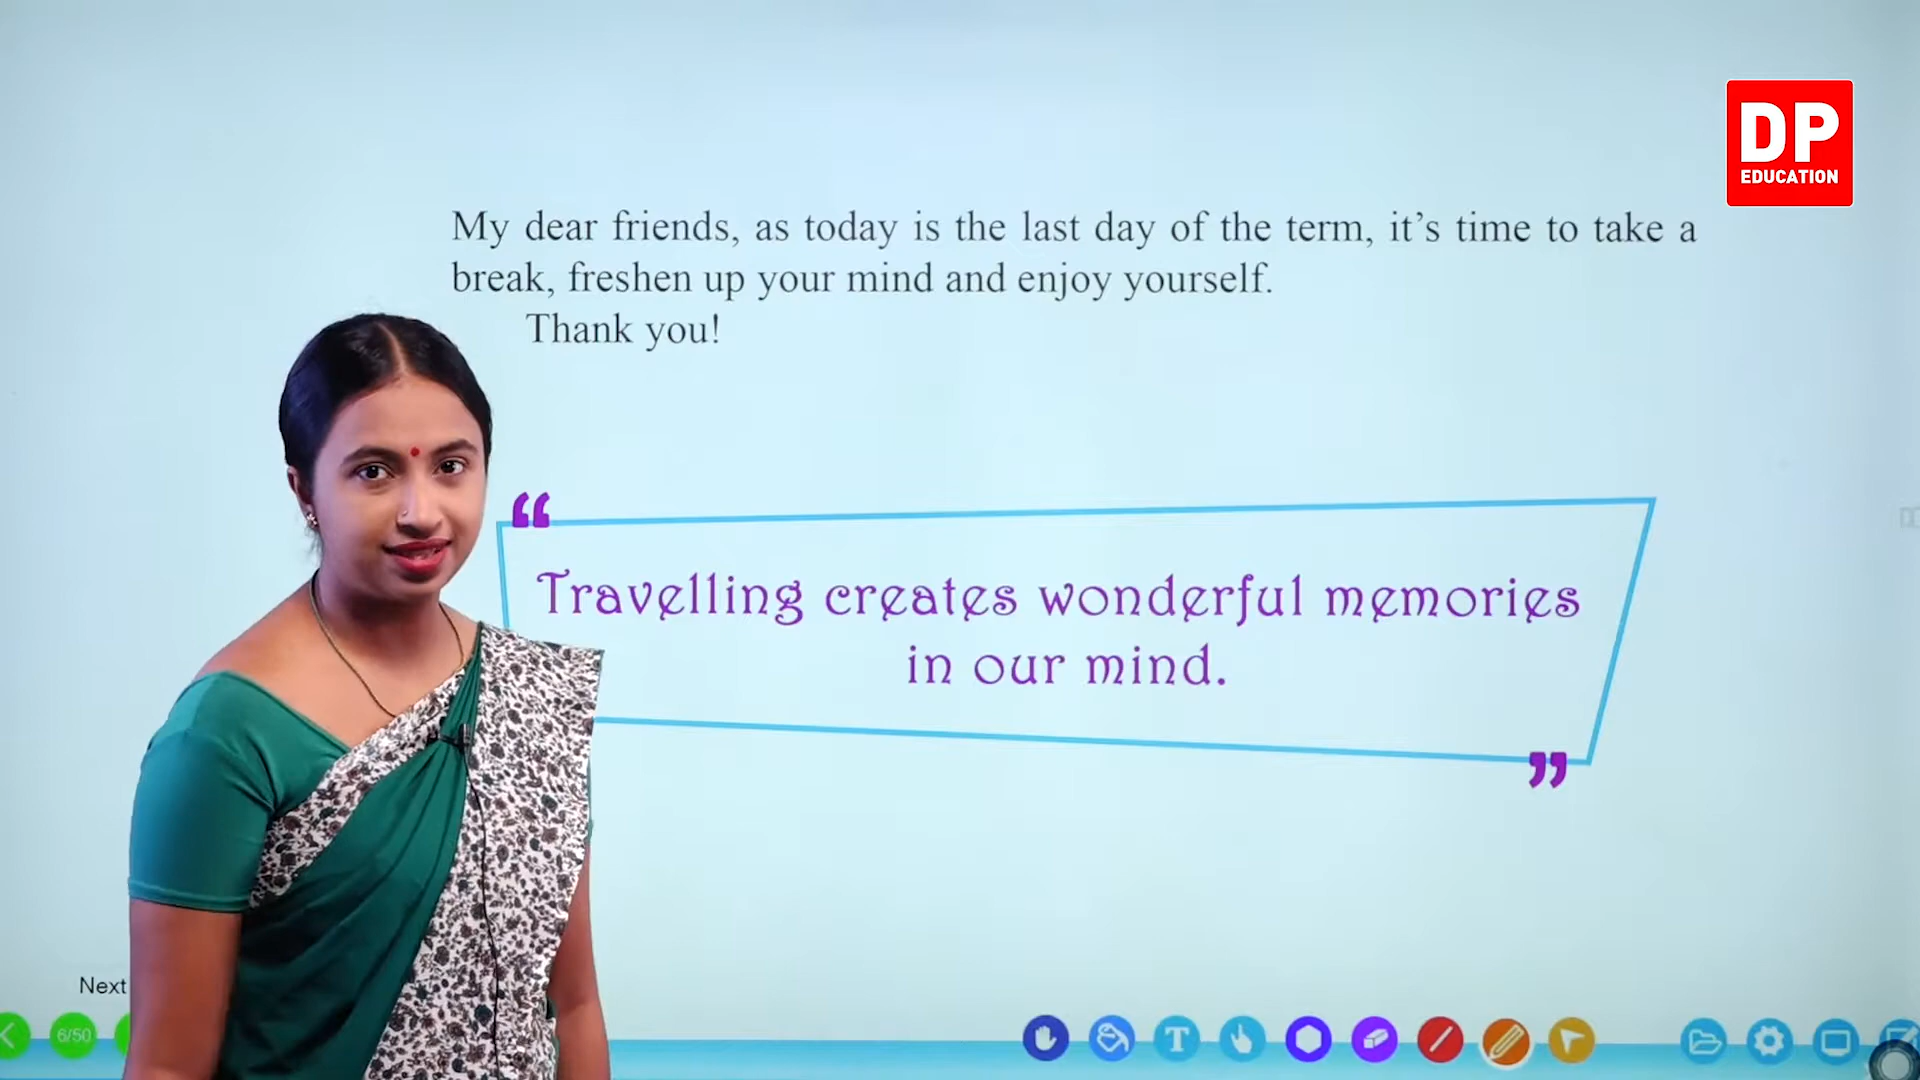 DP
EDUCATION
My dear friends, as today is the last day of the term, it's time to take a
break, freshen up your mind and enjoy yourself.
Thank you!
“
Travelling creates wonderful memories
in our mind.
”
Next
6/50
T